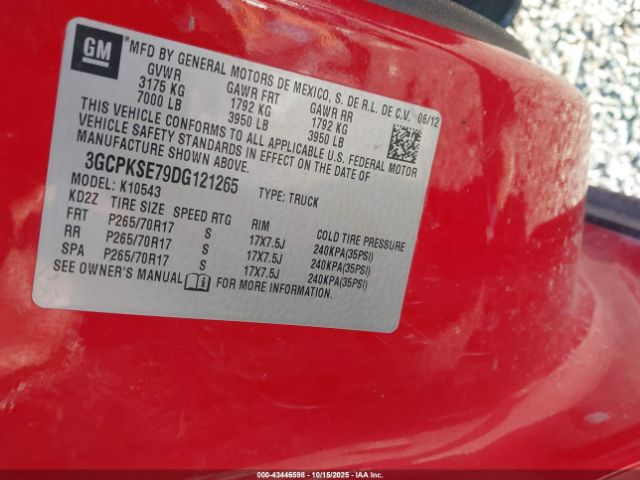 GM
*MFD BY GENERAL MOTORS DE MEXICO, S. DE R.L. DE C.V. 06/12
GVWR GAWR FRT GAWR RR
3175 KG 1792 KG 1792 KG
7000 LB 3950 LB 3950 LB
THIS VEHICLE CONFORMS TO ALL APPLICABLE U.S. FEDERAL MOTOR
VEHICLE SAFETY STANDARDS IN EFFECT ON THE DATE OF
MANUFACTURE SHOWN ABOVE.
3GCPKSE79DG121265
MODEL: K10543 TYPE: TRUCK
KD2Z TIRE SIZE SPEED RTG RIM COLD TIRE PRESSURE
FRT P265/70R17 S 17X7.5J 240KPA(35PSI)
RR P265/70R17 S 17X7.5J 240KPA(35PSI)
SPA P265/70R17 S 17X7.5J 240KPA(35PSI)
SEE OWNER'S MANUAL FOR MORE INFORMATION.
000-43446598 - 10/15/2025 - copart.com